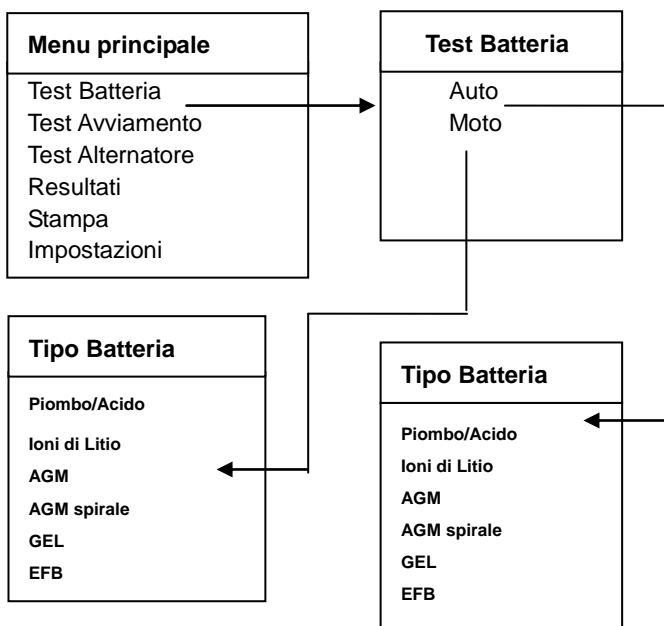 Menu principale
Test Batteria
Test Avviamento
Test Alternatore
Resultati
Stampa
Impostazioni
Test Batteria
Auto
Moto
Tipo Batteria
Piombo/Acido
Ioni di Litio
AGM
AGM spirale
GEL
EFB
Tipo Batteria
Piombo/Acido
Ioni di Litio
AGM
AGM spirale
GEL
EFB